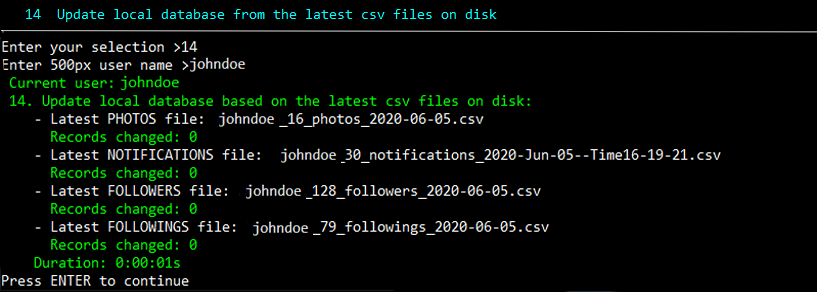 14 Update local database from the latest csv files on disk
Enter your selection >14
Enter 500px user name >johndoe
Current user: johndoe
14. Update local database based on the latest csv files on disk:
- Latest PHOTOS file: johndoe _16_photos_2020-06-05.csv
Records changed: 0
- Latest NOTIFICATIONS file: johndoe _30_notifications_2020-Jun-05--Time16-19-21.csv
Records changed: 0
- Latest FOLLOWERS file: johndoe _128_followers_2020-06-05.csv
Records changed: 0
- Latest FOLLOWINGS file: johndoe _79_followings_2020-06-05.csv
Records changed: 0
Duration: 0:00:01s
Press ENTER to continue